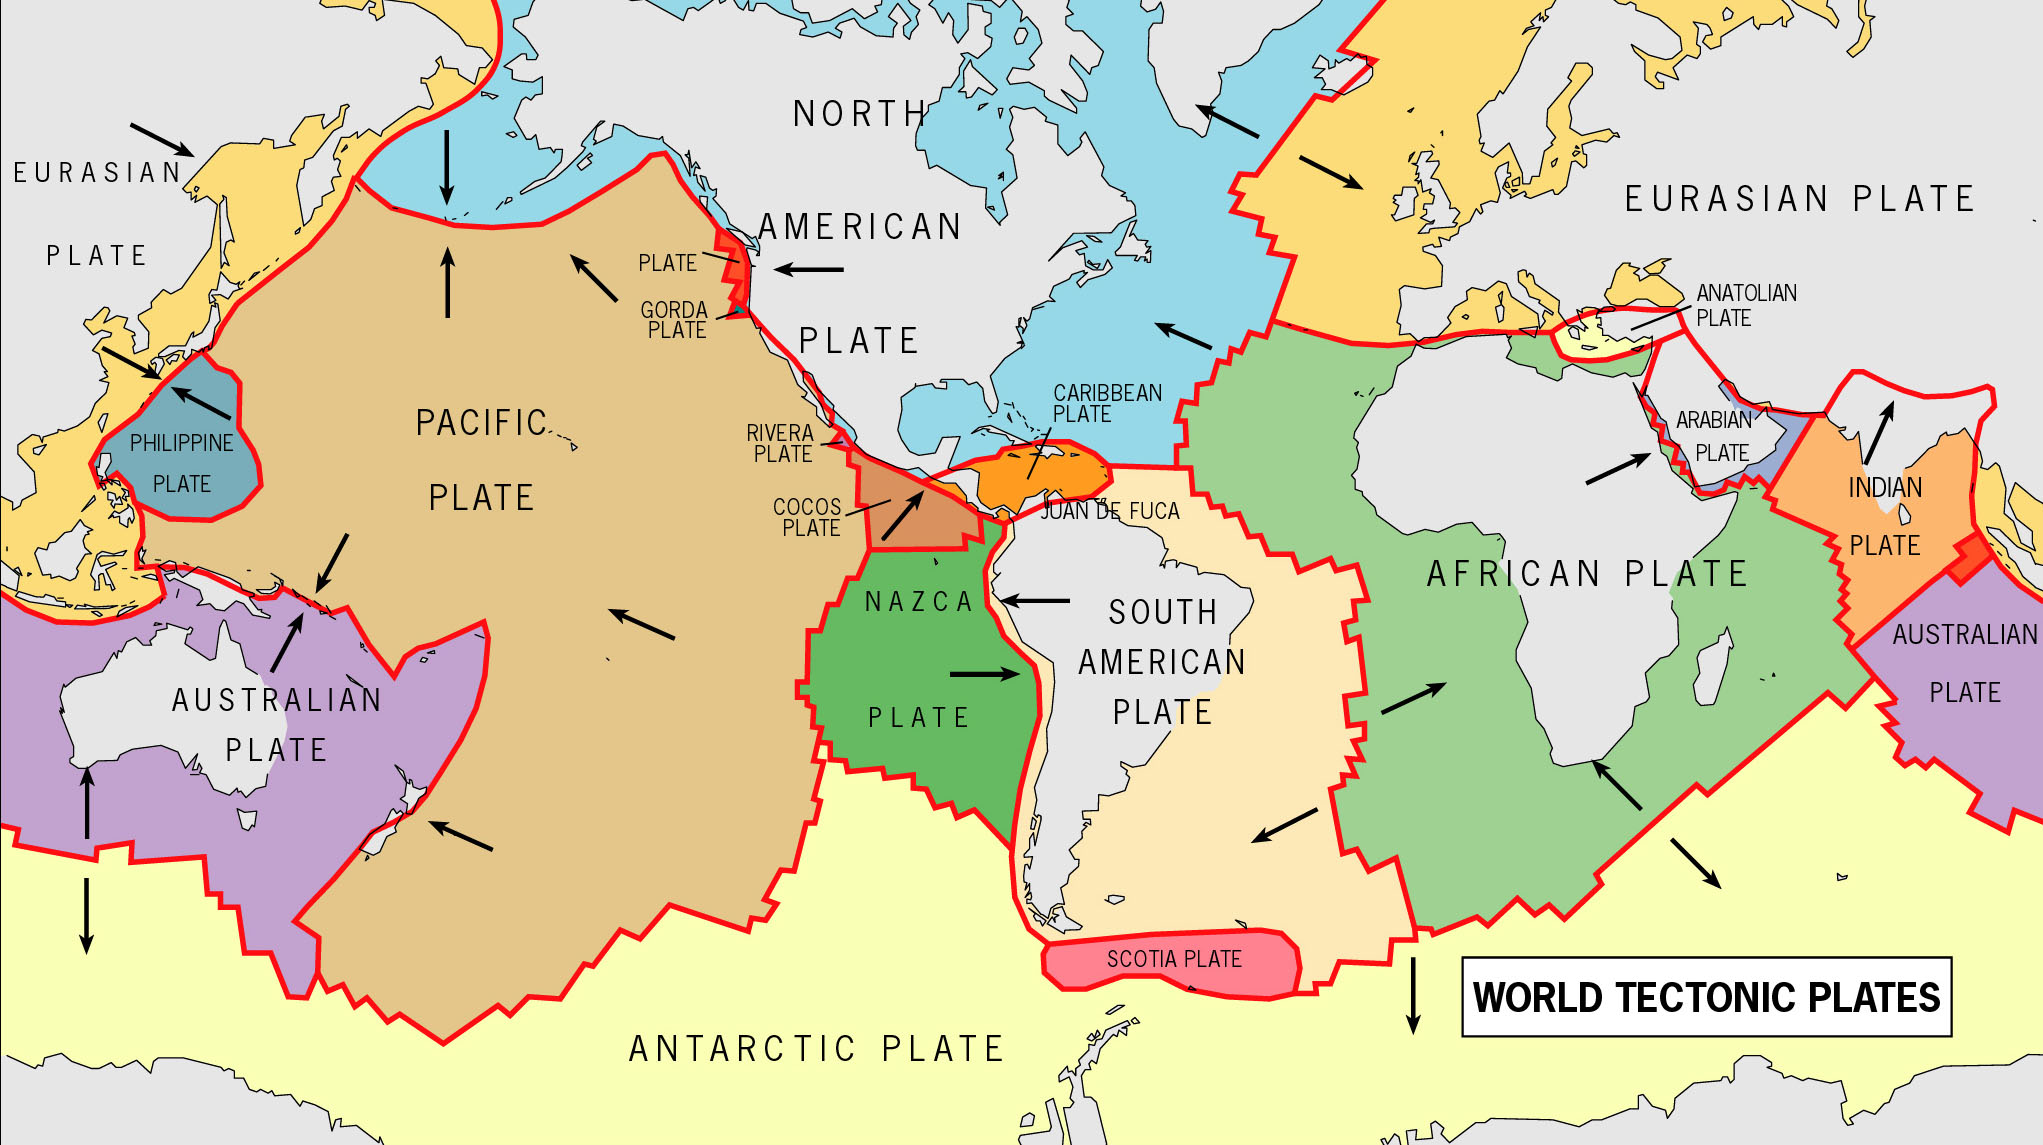 NORTH
AMERICAN
PLATE
EURASIAN
PLATE
EURASIAN PLATE
ANATOLIAN
PLATE
PLATE
GORDA
PLATE
PACIFIC
PLATE
PHILIPPINE
PLATE
RIVERA
PLATE
CARIBBEAN
PLATE
COCOS
PLATE
JUAN DE FUCA
ARABIAN
PLATE
INDIAN
PLATE
AFRICAN PLATE
NAZCA
PLATE
SOUTH
AMERICAN
PLATE
AUSTRALIAN
PLATE
AUSTRALIAN
PLATE
SCOTIA PLATE
ANTARCTIC PLATE
WORLD TECTONIC PLATES